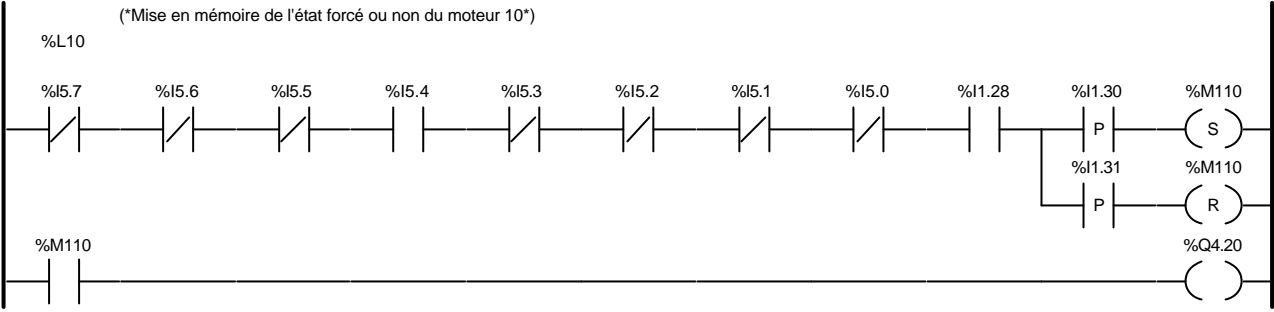 (*Mise en mémoire de l'état forcé ou non du moteur 10*)
%L10
%I5.7 %I5.6 %I5.5 %I5.4 %I5.3 %I5.2 %I5.1 %I5.0 %I1.28 %I1.30 %M110
P S
%I1.31 %M110
P R
%M110 %Q4.20